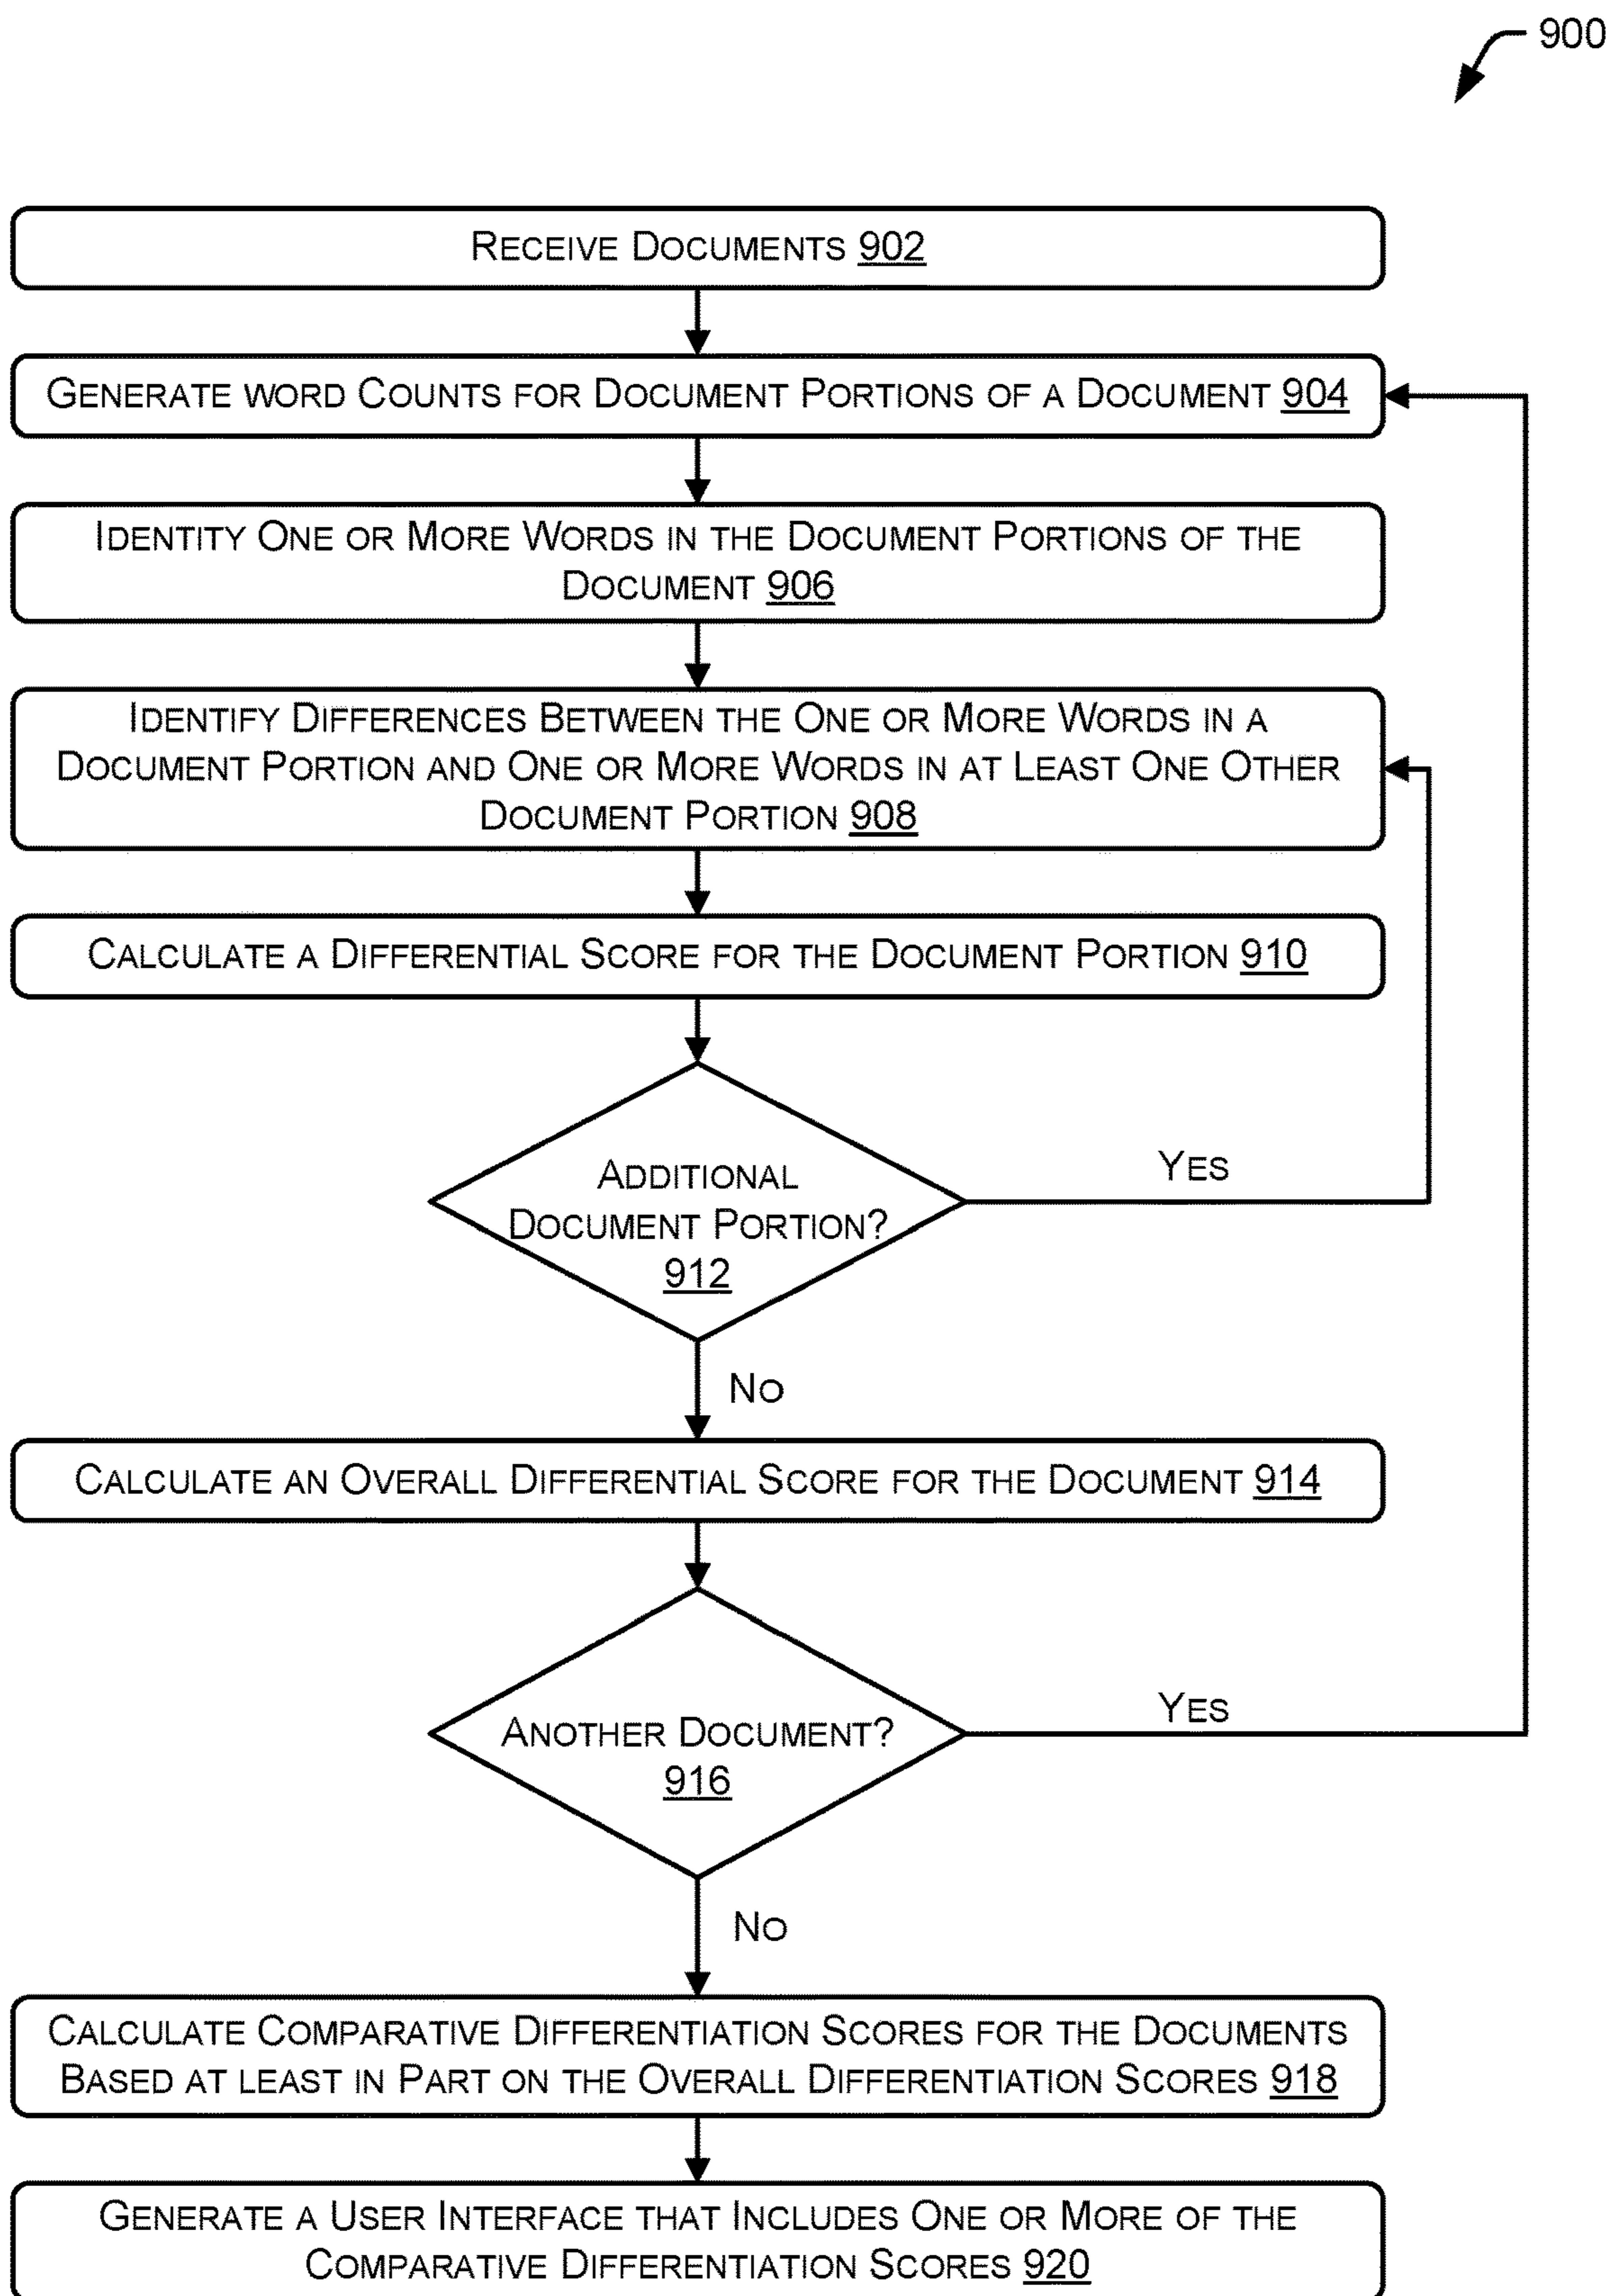 900
RECEIVE DOCUMENTS 902
GENERATE WORD COUNTS FOR DOCUMENT PORTIONS OF A DOCUMENT 904
IDENTITY ONE OR MORE WORDS IN THE DOCUMENT PORTIONS OF THE
DOCUMENT 906
IDENTIFY DIFFERENCES BETWEEN THE ONE OR MORE WORDS IN A
DOCUMENT PORTION AND ONE OR MORE WORDS IN AT LEAST ONE OTHER
DOCUMENT PORTION 908
CALCULATE A DIFFERENTIAL SCORE FOR THE DOCUMENT PORTION 910
ADDITIONAL
DOCUMENT PORTION?
912
YES
NO
CALCULATE AN OVERALL DIFFERENTIAL SCORE FOR THE DOCUMENT 914
ANOTHER DOCUMENT?
916
YES
NO
CALCULATE COMPARATIVE DIFFERENTIATION SCORES FOR THE DOCUMENTS
BASED AT LEAST IN PART ON THE OVERALL DIFFERENTIATION SCORES 918
GENERATE A USER INTERFACE THAT INCLUDES ONE OR MORE OF THE
COMPARATIVE DIFFERENTIATION SCORES 920